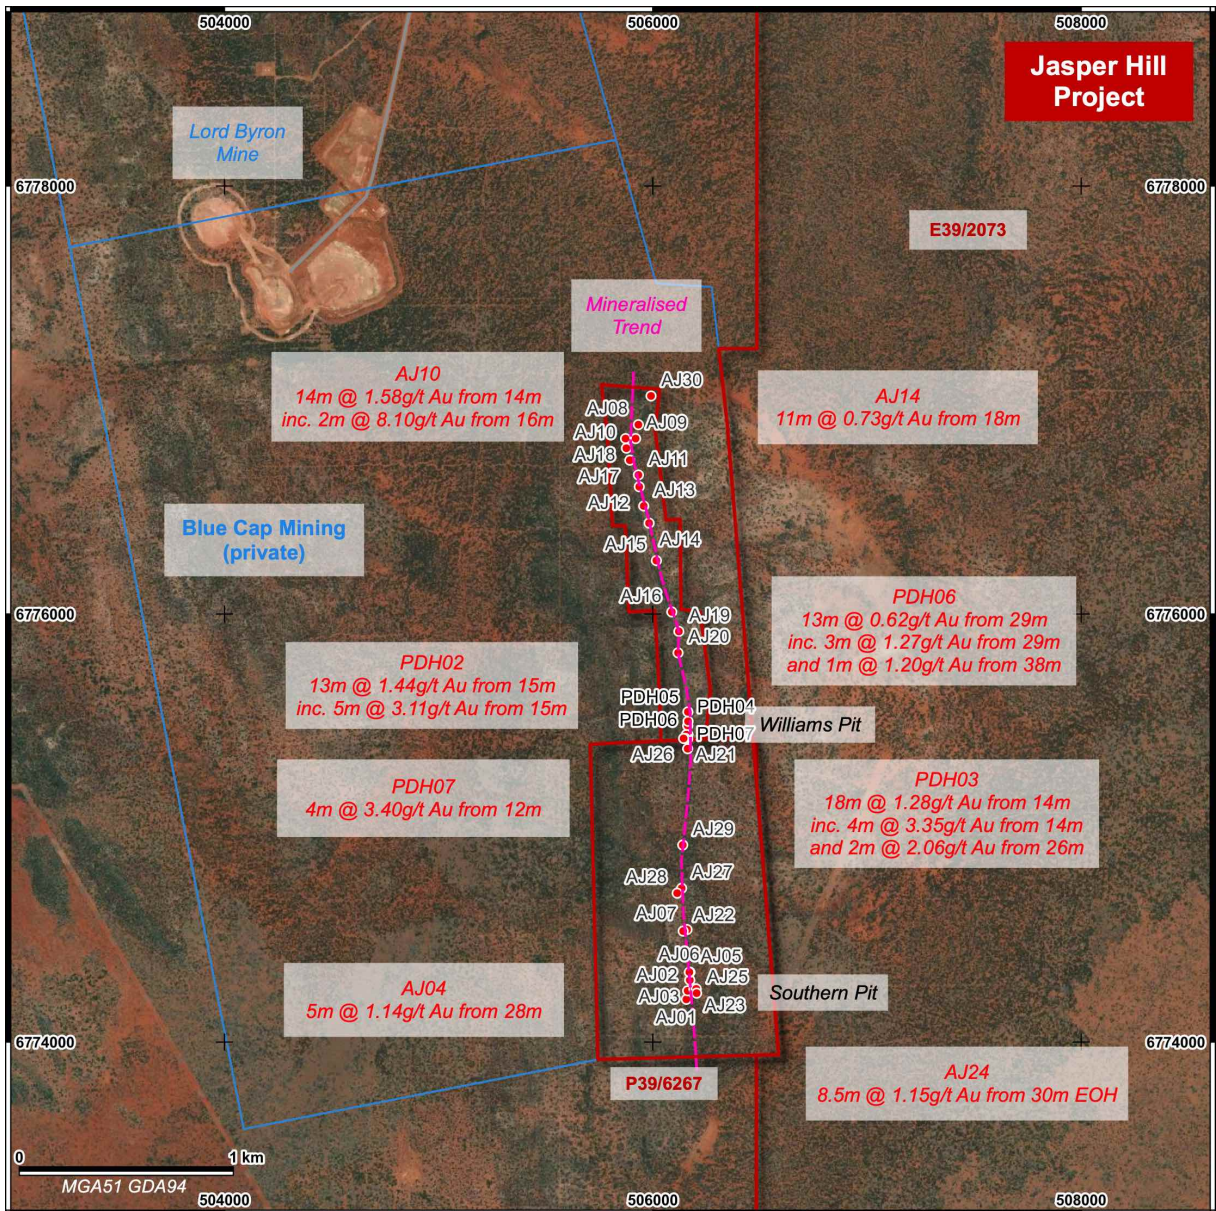 504000
506000
508000
Jasper Hill
Project
Lord Byron
Mine
6778000
6778000
E39/2073
Mineralised
Trend
AJ10
14m @ 1.58g/t Au from 14m
inc. 2m @ 8.10g/t Au from 16m
AJ14
11m @ 0.73g/t Au from 18m
AJ30
AJ08
AJ09
AJ10
AJ18
AJ11
AJ17
AJ13
AJ12
AJ14
AJ15
AJ16
AJ19
AJ20
Blue Cap Mining
(private)
6776000
6776000
PDH06
13m @ 0.62g/t Au from 29m
inc. 3m @ 1.27g/t Au from 29m
and 1m @ 1.20g/t Au from 38m
PDH02
13m @ 1.44g/t Au from 15m
inc. 5m @ 3.11g/t Au from 15m
PDH05
PDH04
PDH06
PDH07
AJ26
AJ21
Williams Pit
PDH07
4m @ 3.40g/t Au from 12m
PDH03
18m @ 1.28g/t Au from 14m
inc. 4m @ 3.35g/t Au from 14m
and 2m @ 2.06g/t Au from 26m
AJ29
AJ28
AJ27
AJ07
AJ22
AJ06
AJ05
AJ02
AJ25
AJ03
AJ23
AJ01
Southern Pit
AJ04
5m @ 1.14g/t Au from 28m
6774000
6774000
P39/6267
AJ24
8.5m @ 1.15g/t Au from 30m EOH
0
1 km
MGA51 GDA94
504000
506000
508000